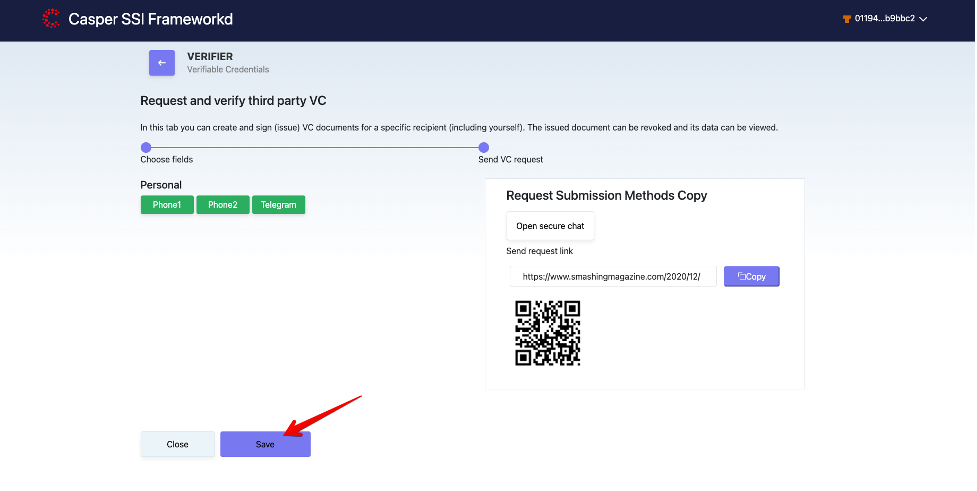 Casper SSI Frameworkd
01194...b9bbc2
VERIFIER
Verifiable Credentials
Request and verify third party VC
In this tab you can create and sign (issue) VC documents for a specific recipient (including yourself). The issued document can be revoked and its data can be viewed.
Choose fields
Send VC request
Personal
Phone1 Phone2 Telegram
Request Submission Methods Copy
Open secure chat
Send request link
https://www.smashingmagazine.com/2020/12/
Copy
Close
Save